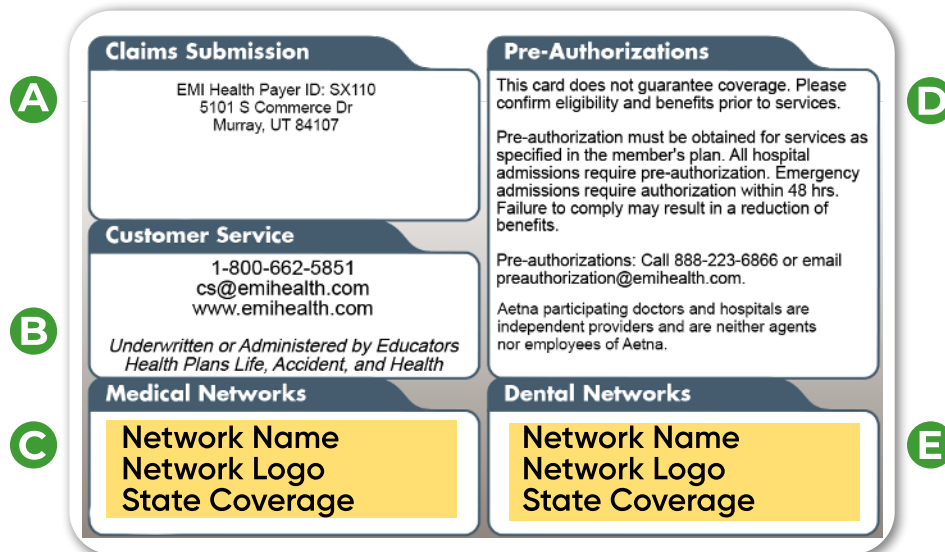 A
Claims Submission
EMI Health Payer ID: SX110
5101 S Commerce Dr
Murray, UT 84107
B
Customer Service
1-800-662-5851
cs@emihealth.com
www.emihealth.com
Underwritten or Administered by Educators
Health Plans Life, Accident, and Health
C
Medical Networks
Network Name
Network Logo
State Coverage
D
Pre-Authorizations
This card does not guarantee coverage. Please
confirm eligibility and benefits prior to services.
Pre-authorization must be obtained for services as
specified in the member's plan. All hospital
admissions require pre-authorization. Emergency
admissions require authorization within 48 hrs.
Failure to comply may result in a reduction of
benefits.
Pre-authorizations: Call 888-223-6866 or email
preauthorization@emihealth.com.
Aetna participating doctors and hospitals are
independent providers and are neither agents
nor employees of Aetna.
E
Dental Networks
Network Name
Network Logo
State Coverage